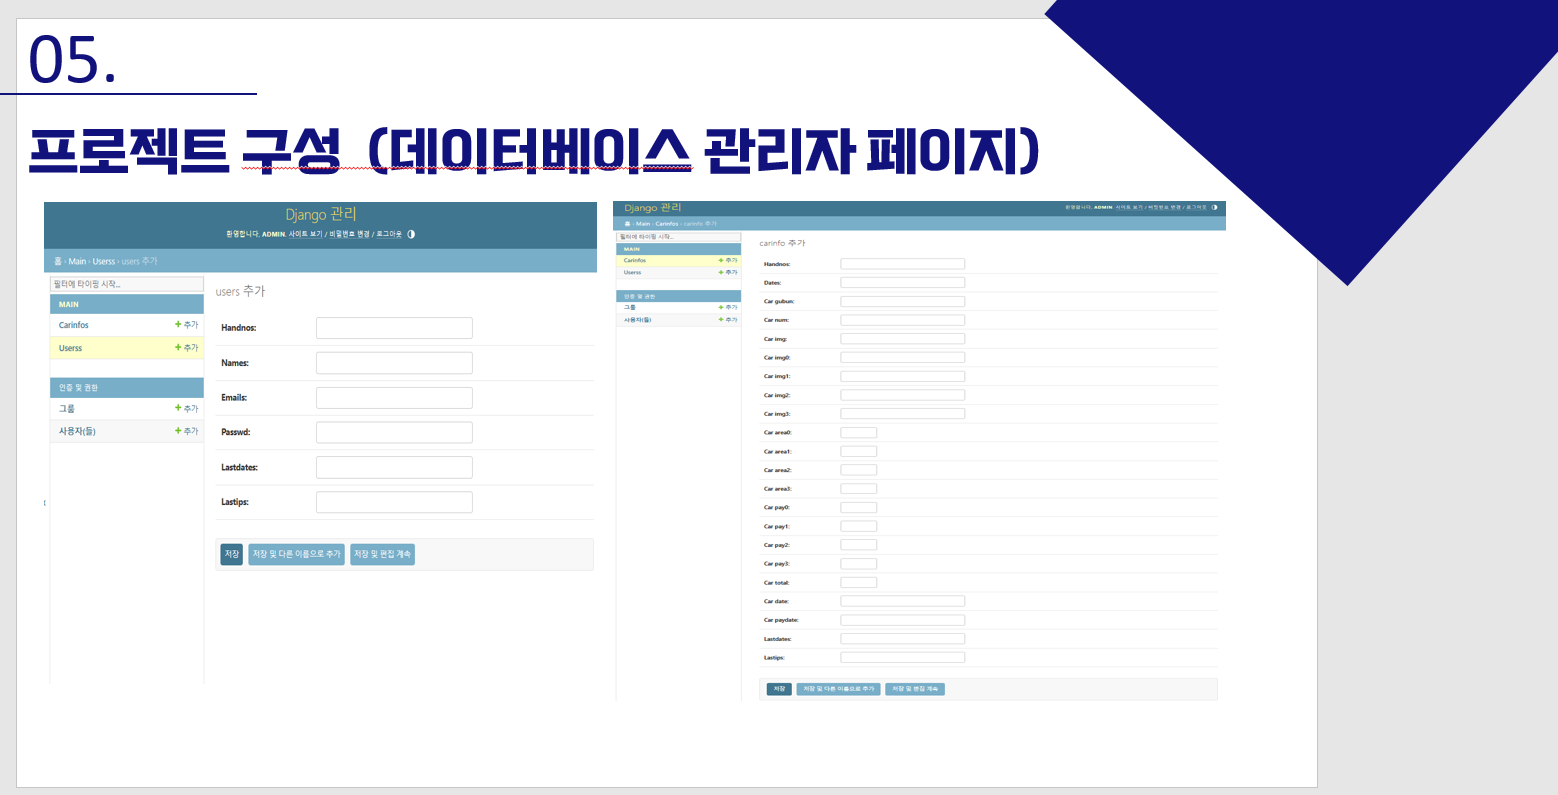 05.
프로젝트 구성 (데이터베이스 관리자 페이지)
Django 관리
환영합니다, ADMIN. 사이트 보기 / 비밀번호 변경 / 로그아웃
홈 › Main › Userss › users 추가
필터에 타이핑 시작...
MAIN
Carinfos + 추가
Userss + 추가
인증 및 권한
그룹 + 추가
사용자(들) + 추가
users 추가
Handnos:
Names:
Emails:
Passwd:
Lastdates:
Lastips:
저장 저장 및 다른 이름으로 추가 저장 및 편집 계속
Django 관리
환영합니다, ADMIN. 사이트 보기 / 비밀번호 변경 / 로그아웃
홈 › Main › Carinfos › carinfo 추가
필터에 타이핑 시작...
MAIN
Carinfos + 추가
Userss + 추가
인증 및 권한
그룹 + 추가
사용자(들) + 추가
carinfo 추가
Handnos:
Dates:
Car gubun:
Car num:
Car img:
Car img0:
Car img1:
Car img2:
Car img3:
Car area0:
Car area1:
Car area2:
Car area3:
Car pay0:
Car pay1:
Car pay2:
Car pay3:
Car total:
Car date:
Car paydate:
Lastdates:
Lastips:
저장 저장 및 다른 이름으로 추가 저장 및 편집 계속